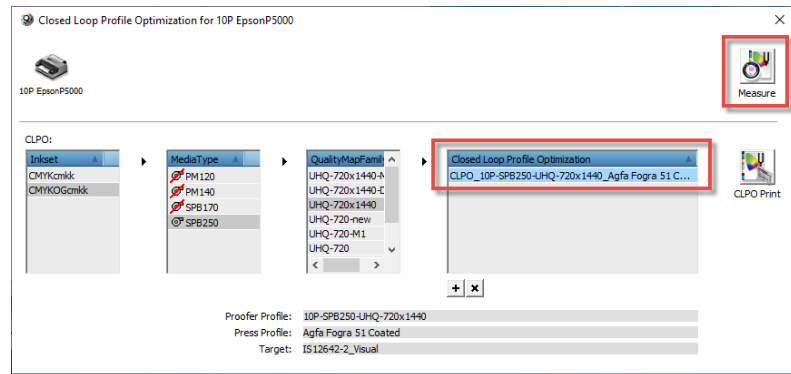 Closed Loop Profile Optimization for 10P EpsonP5000
10P EpsonP5000
Measure
CLPO:
Inkset
CMYKcmkk
CMYKOGcmkk
MediaType
PM120
PM140
SPB170
SPB250
QualityMapFamil
UHQ-720x1440-N
UHQ-720x1440-D
UHQ-720x1440
UHQ-720-new
UHQ-720-M1
UHQ-720
Closed Loop Profile Optimization
CLPO_10P-SPB250-UHQ-720x1440_Agfa Fogra 51 C...
CLPO Print
Proofer Profile: 10P-SPB250-UHQ-720x1440
Press Profile: Agfa Fogra 51 Coated
Target: IS12642-2_Visual